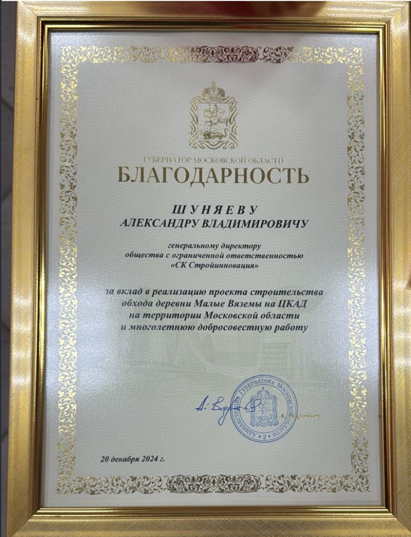 ГУБЕРНАТОР МОСКОВСКОЙ ОБЛАСТИ
БЛАГОДАРНОСТЬ
ШУНЯЕВУ
АЛЕКСАНДРУ ВЛАДИМИРОВИЧУ
генеральному директору
общества с ограниченной ответственностью
«СК Стройинновация»
за вклад в реализацию проекта строительства
обхода деревни Малые Вяземы на ЦКАД
на территории Московской области
и многолетнюю добросовестную работу
20 декабря 2024 г.